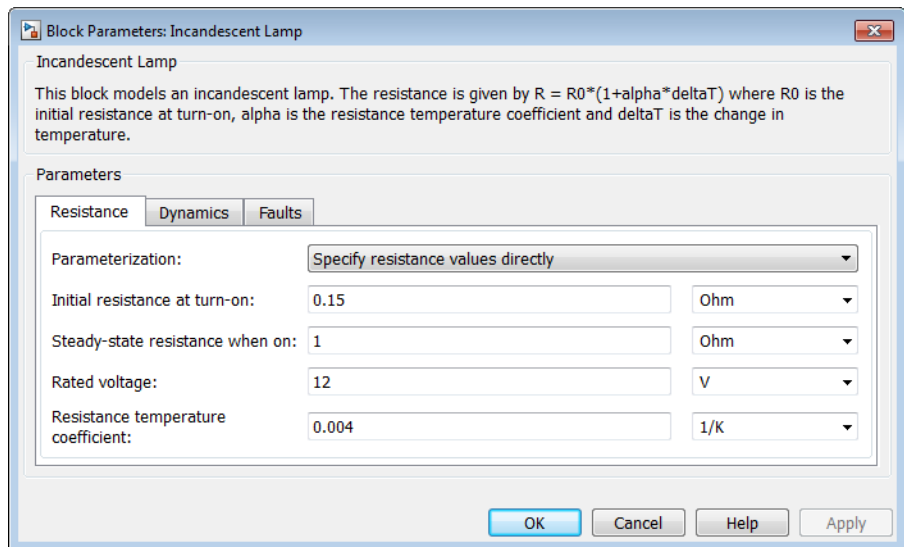 Block Parameters: Incandescent Lamp
Incandescent Lamp
This block models an incandescent lamp. The resistance is given by R = R0*(1+alpha*deltaT) where R0 is the
initial resistance at turn-on, alpha is the resistance temperature coefficient and deltaT is the change in
temperature.
Parameters
Resistance Dynamics Faults
Parameterization: Specify resistance values directly
Initial resistance at turn-on: 0.15 Ohm
Steady-state resistance when on: 1 Ohm
Rated voltage: 12 V
Resistance temperature
coefficient: 0.004 1/K
OK Cancel Help Apply